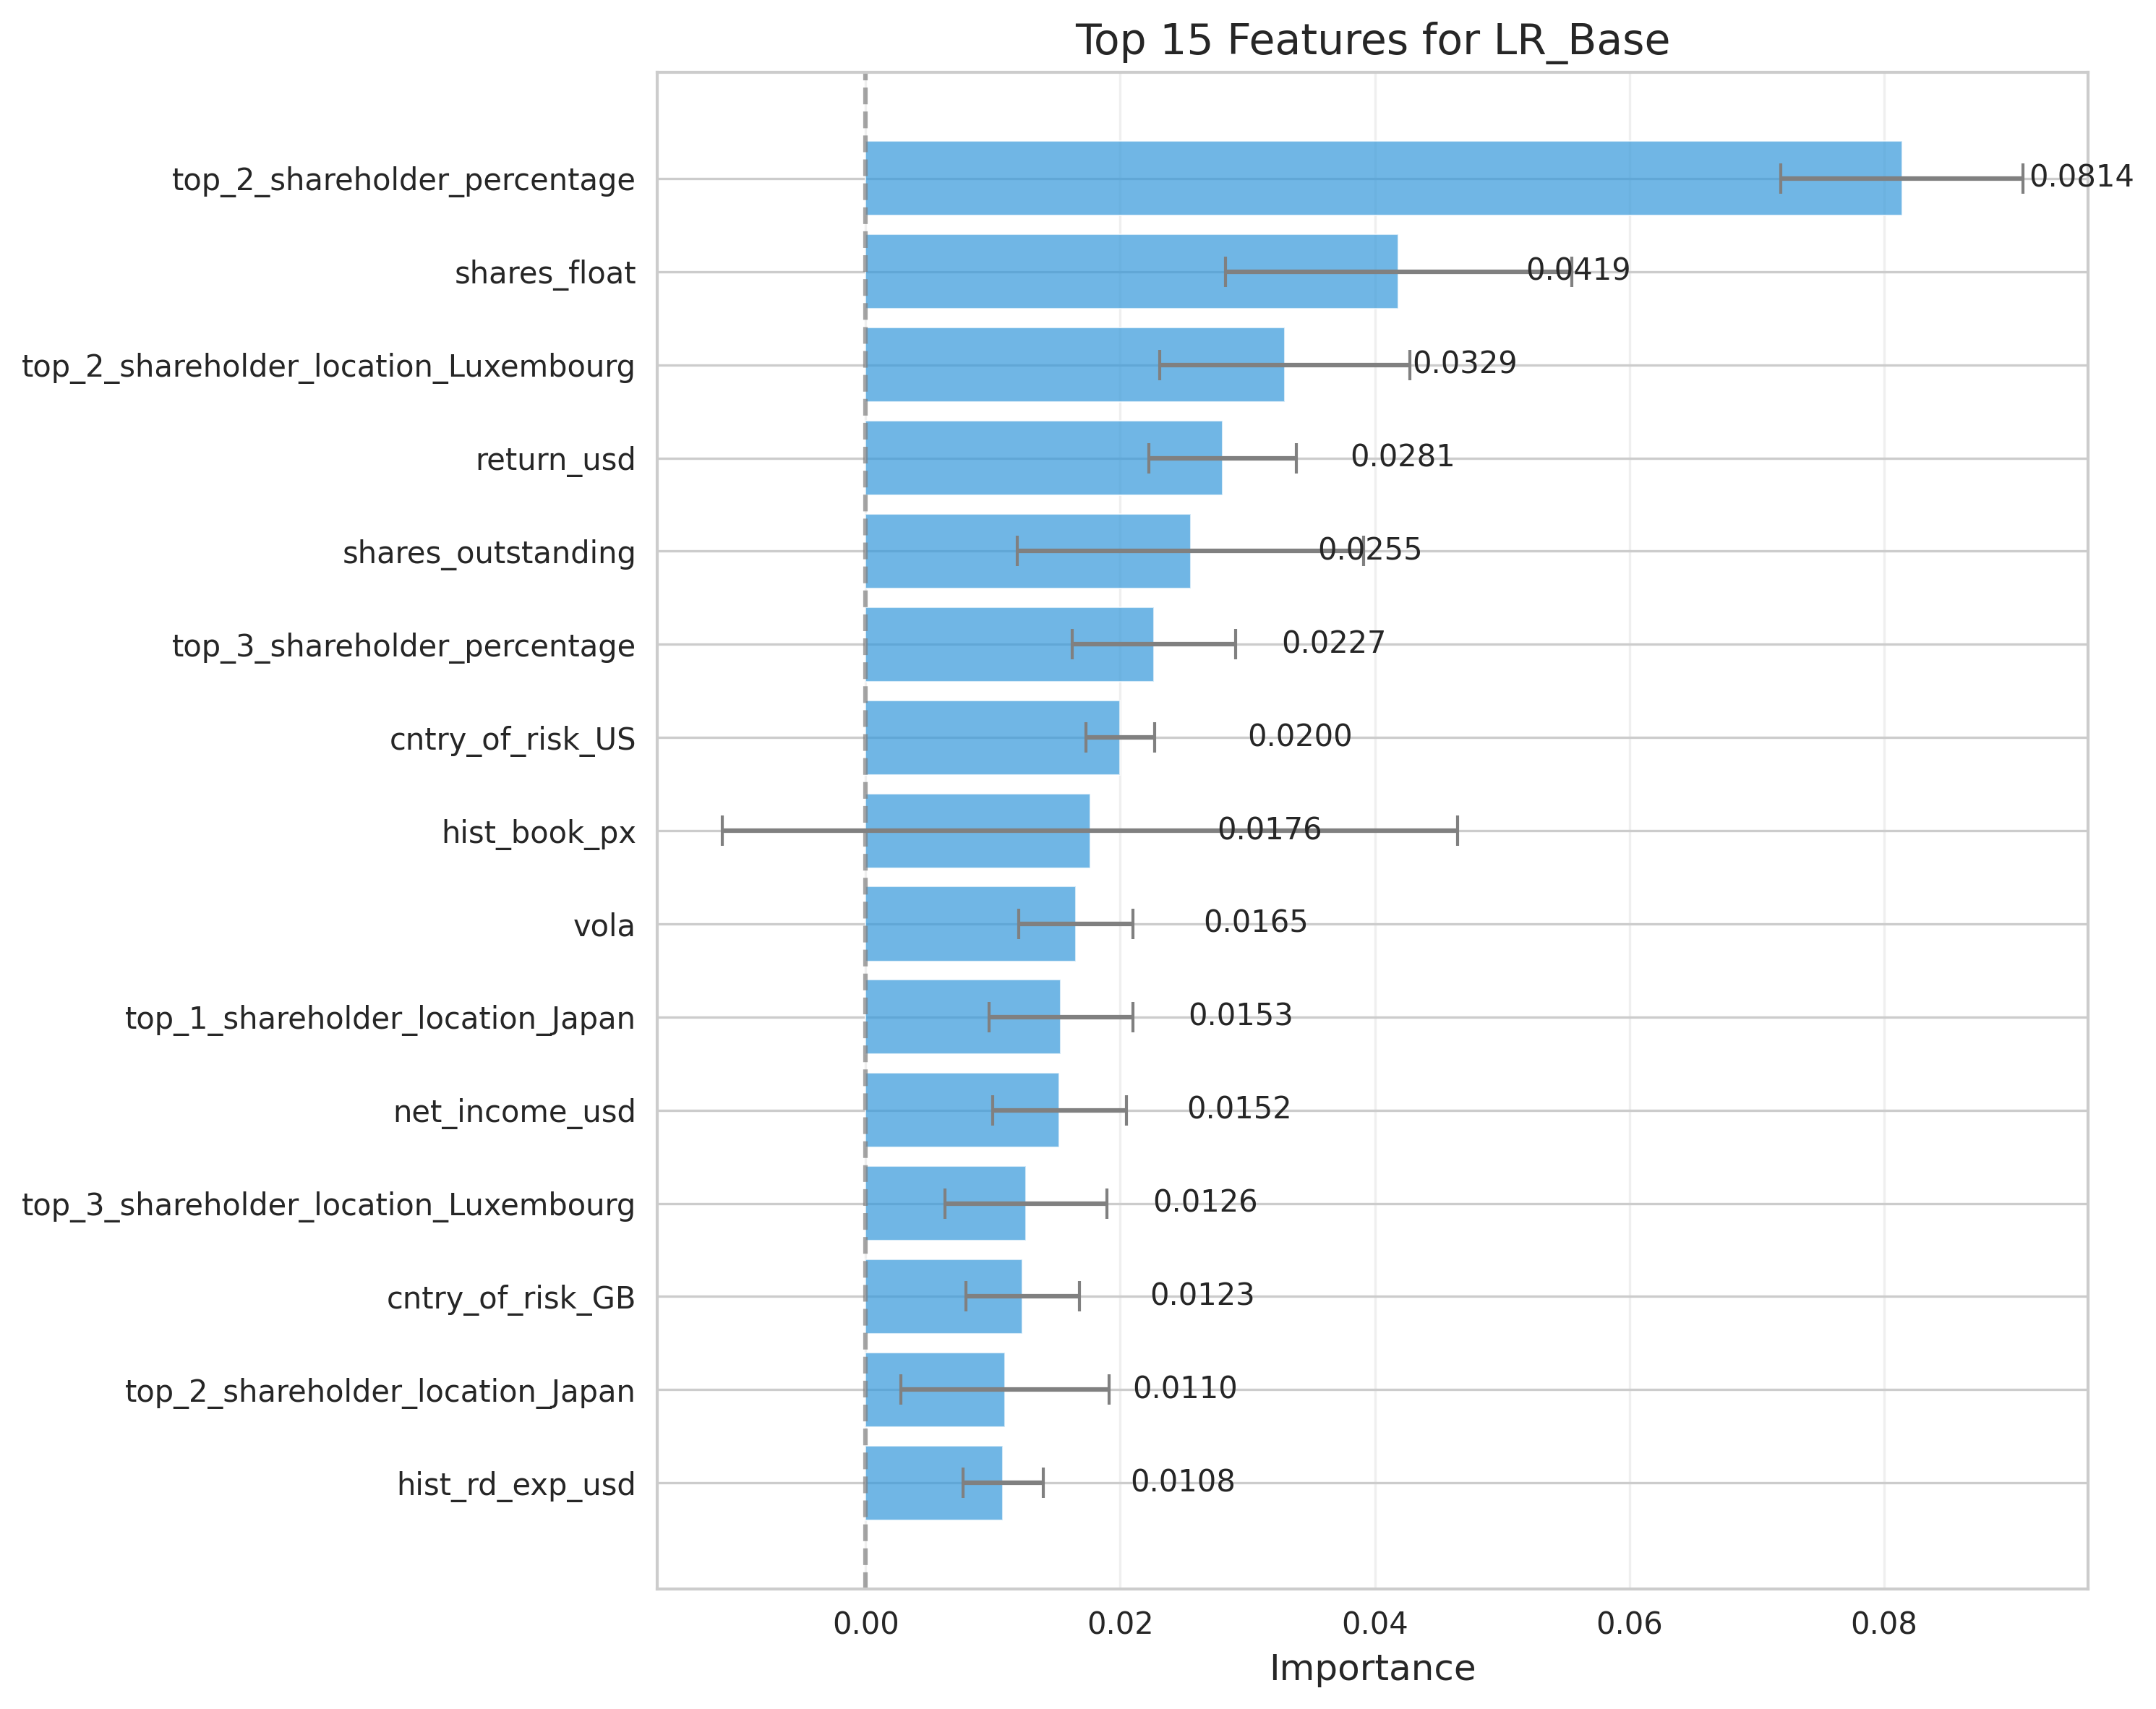 Top 15 Features for LR_Base
top_2_shareholder_percentage 0.0814
shares_float 0.0419
top_2_shareholder_location_Luxembourg 0.0329
return_usd 0.0281
shares_outstanding 0.0255
top_3_shareholder_percentage 0.0227
cntry_of_risk_US 0.0200
hist_book_px 0.0176
vola 0.0165
top_1_shareholder_location_Japan 0.0153
net_income_usd 0.0152
top_3_shareholder_location_Luxembourg 0.0126
cntry_of_risk_GB 0.0123
top_2_shareholder_location_Japan 0.0110
hist_rd_exp_usd 0.0108
0.00 0.02 0.04 0.06 0.08
Importance